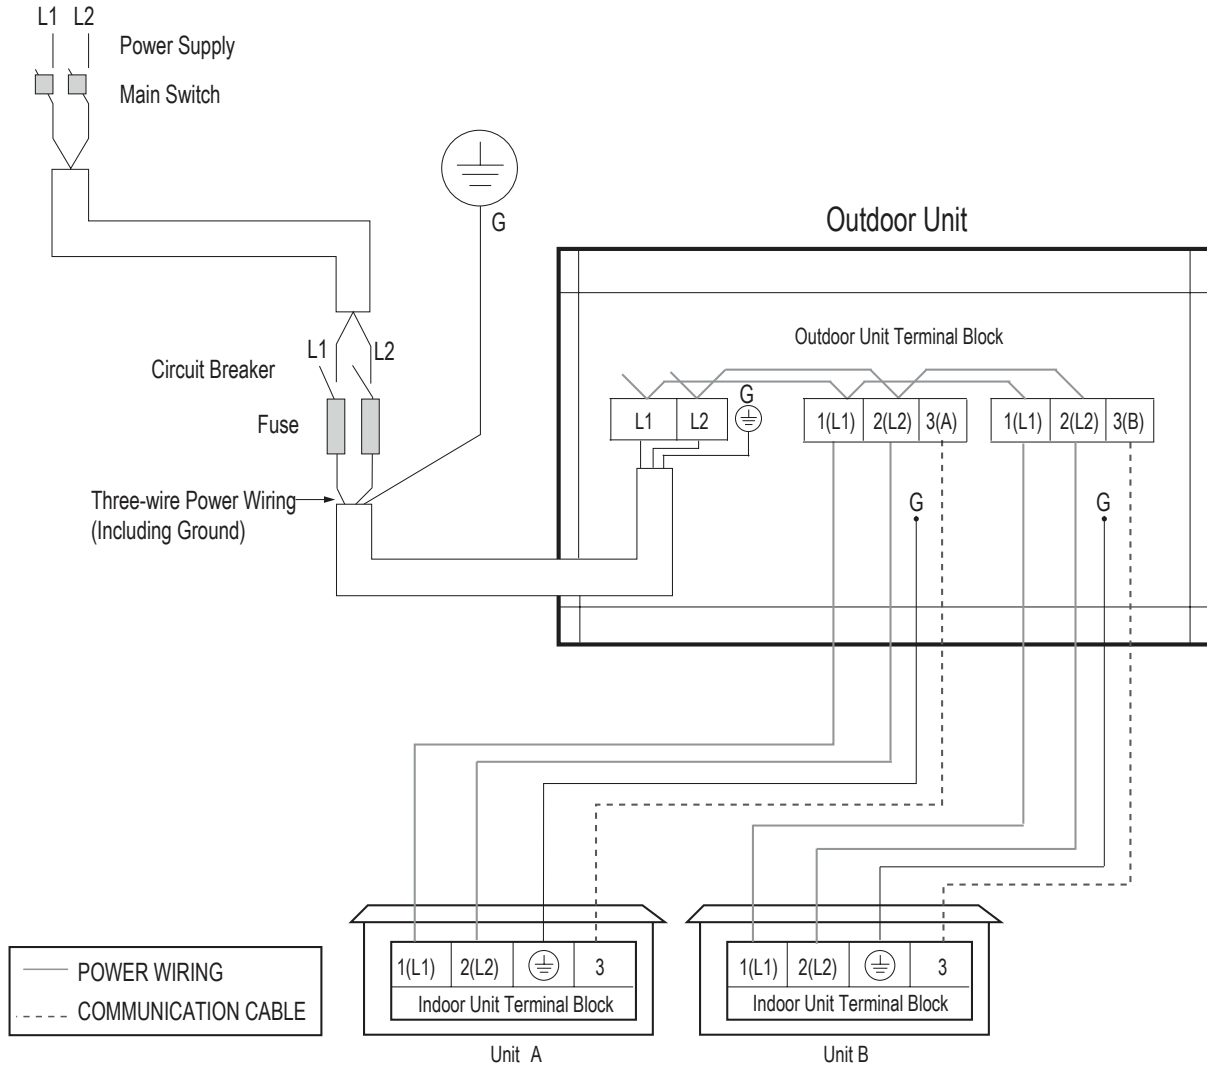 L1 L2
Power Supply
Main Switch
G
Outdoor Unit
Outdoor Unit Terminal Block
L1 L2
Circuit Breaker
Fuse
G
L1 L2
1(L1) 2(L2) 3(A)
1(L1) 2(L2) 3(B)
Three-wire Power Wiring
(Including Ground)
G
G
1(L1) 2(L2) 3
Indoor Unit Terminal Block
Unit A
1(L1) 2(L2) 3
Indoor Unit Terminal Block
Unit B
POWER WIRING
COMMUNICATION CABLE